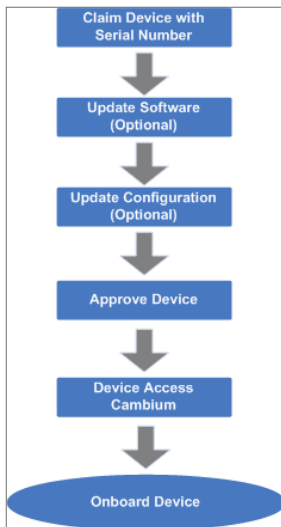 Claim Device with
Serial Number
Update Software
(Optional)
Update Configuration
(Optional)
Approve Device
Device Access
Cambium
Onboard Device